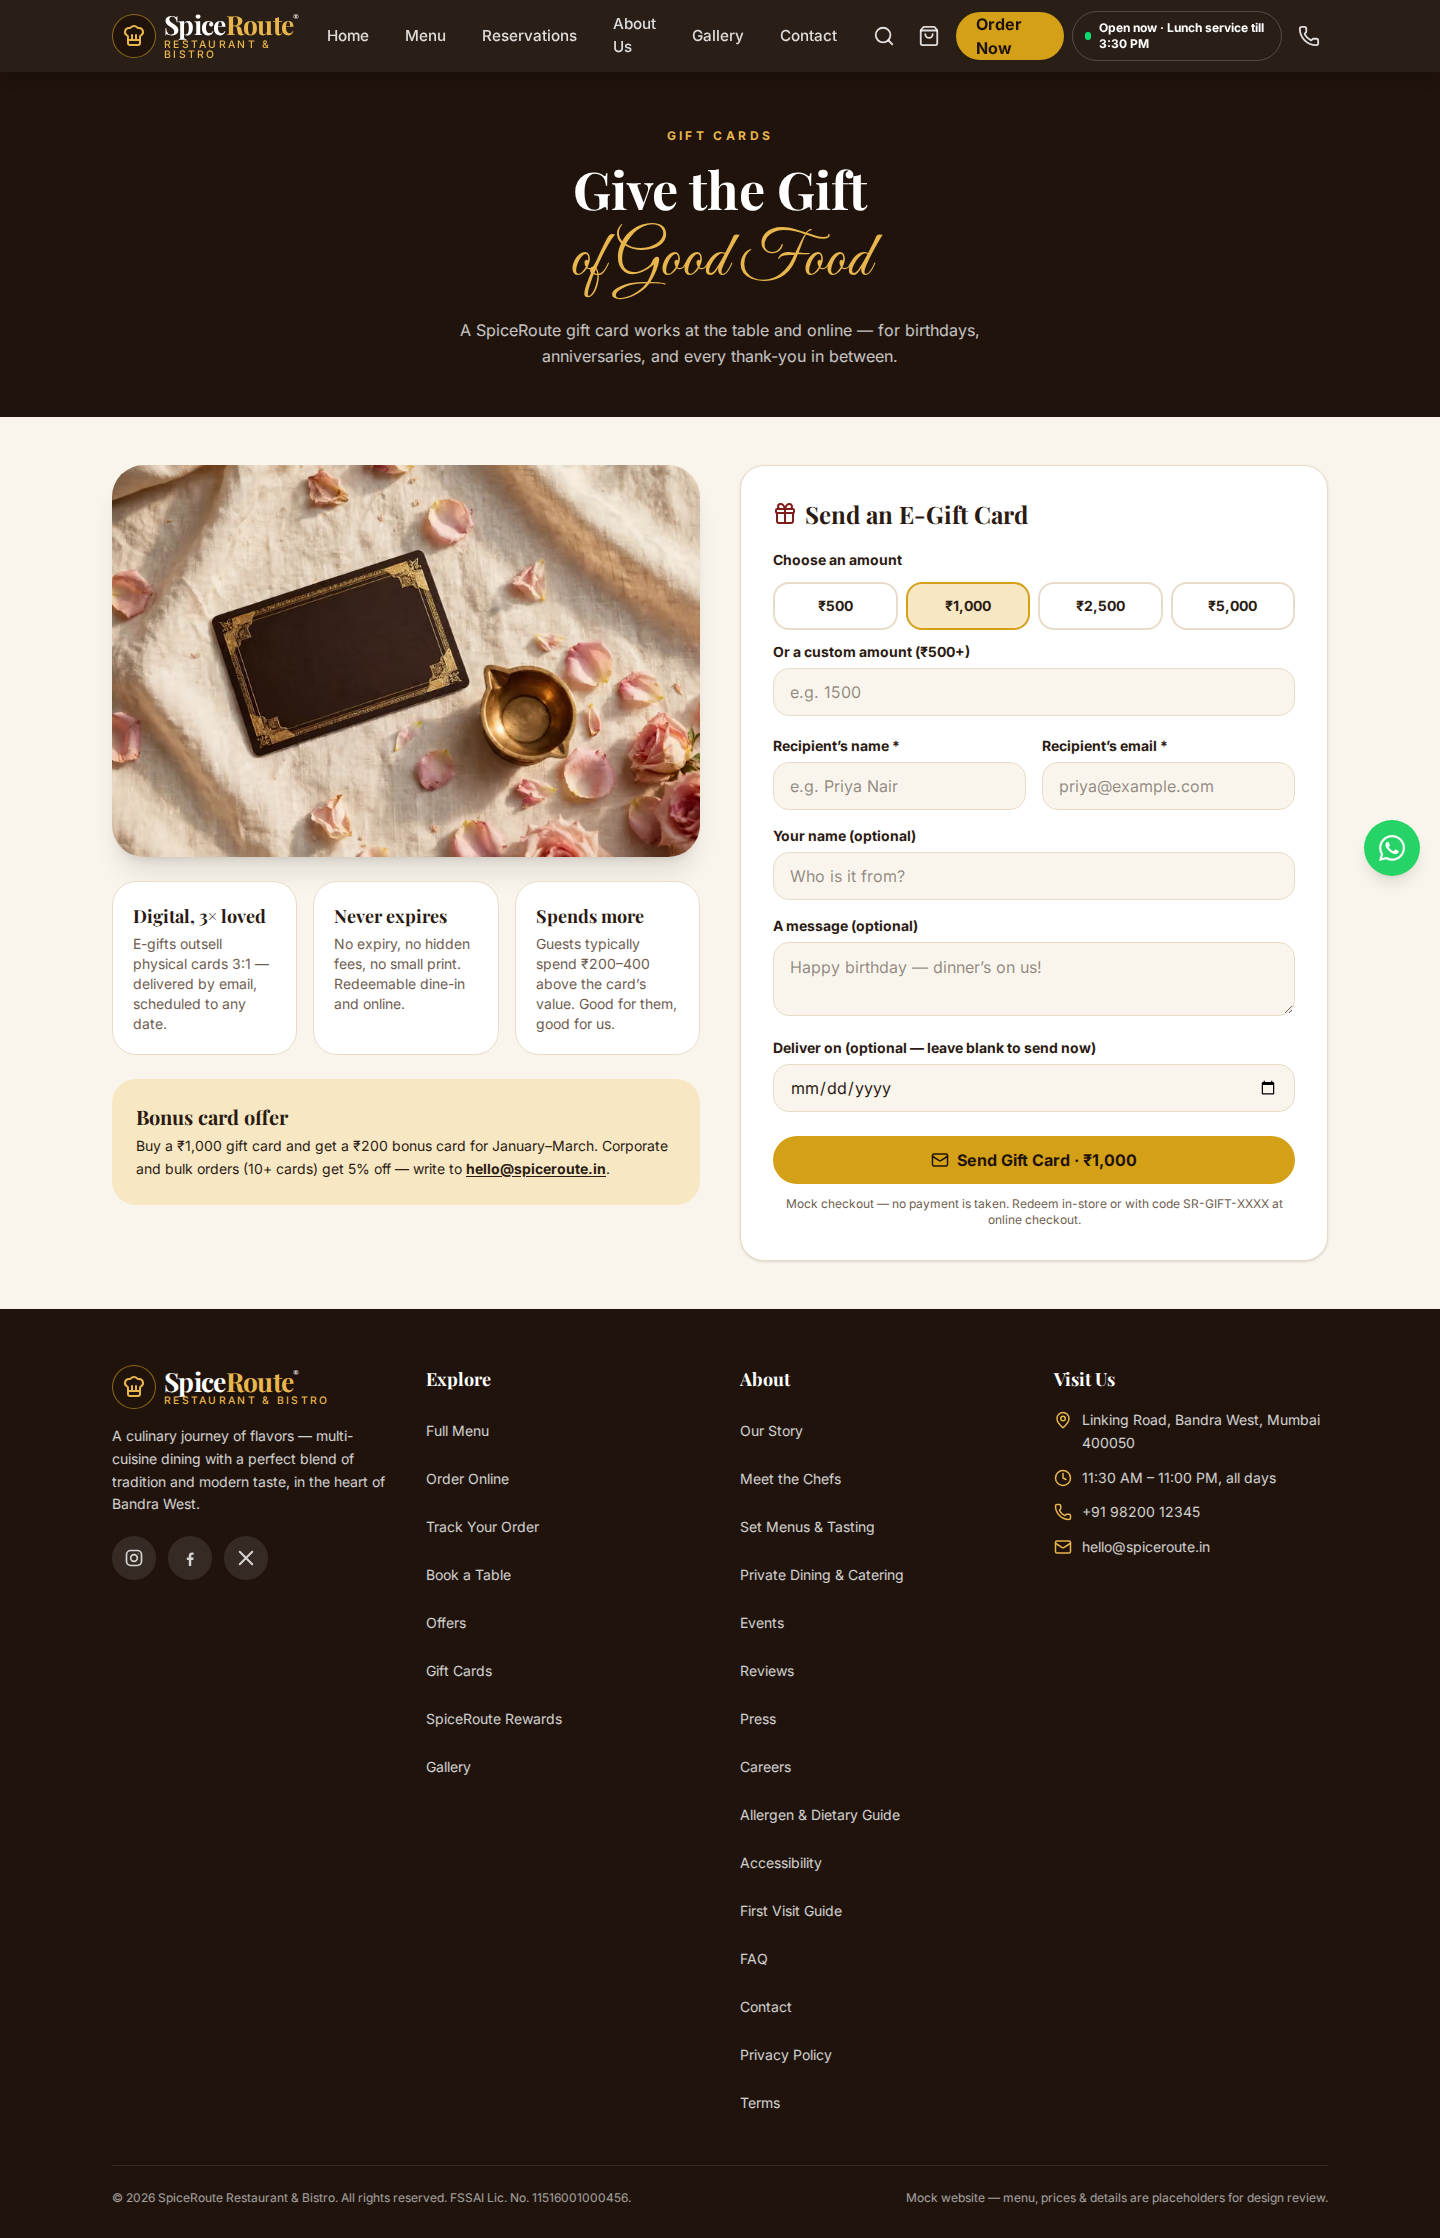 SpiceRoute®
RESTAURANT &
BISTRO
Home
Menu
Reservations
About
Us
Gallery
Contact
Order
Now
Open now · Lunch service till
3:30 PM
GIFT CARDS
Give the Gift
of Good Food
A SpiceRoute gift card works at the table and online — for birthdays,
anniversaries, and every thank-you in between.
Digital, 3× loved
E-gifts outsell
physical cards 3:1 —
delivered by email,
scheduled to any
date.
Never expires
No expiry, no hidden
fees, no small print.
Redeemable dine-in
and online.
Spends more
Guests typically
spend ₹200–400
above the card’s
value. Good for them,
good for us.
Bonus card offer
Buy a ₹1,000 gift card and get a ₹200 bonus card for January–March. Corporate
and bulk orders (10+ cards) get 5% off — write to hello@spiceroute.in.
Send an E-Gift Card
Choose an amount
₹500
₹1,000
₹2,500
₹5,000
Or a custom amount (₹500+)
e.g. 1500
Recipient’s name *
Recipient’s email *
e.g. Priya Nair
priya@example.com
Your name (optional)
Who is it from?
A message (optional)
Happy birthday — dinner’s on us!
Deliver on (optional — leave blank to send now)
mm/dd/yyyy
Send Gift Card · ₹1,000
Mock checkout — no payment is taken. Redeem in-store or with code SR-GIFT-XXXX at
online checkout.
SpiceRoute®
RESTAURANT & BISTRO
A culinary journey of flavors — multi-
cuisine dining with a perfect blend of
tradition and modern taste, in the heart of
Bandra West.
Explore
Full Menu
Order Online
Track Your Order
Book a Table
Offers
Gift Cards
SpiceRoute Rewards
Gallery
About
Our Story
Meet the Chefs
Set Menus & Tasting
Private Dining & Catering
Events
Reviews
Press
Careers
Allergen & Dietary Guide
Accessibility
First Visit Guide
FAQ
Contact
Privacy Policy
Terms
Visit Us
Linking Road, Bandra West, Mumbai
400050
11:30 AM – 11:00 PM, all days
+91 98200 12345
hello@spiceroute.in
© 2026 SpiceRoute Restaurant & Bistro. All rights reserved. FSSAI Lic. No. 11516001000456.
Mock website — menu, prices & details are placeholders for design review.